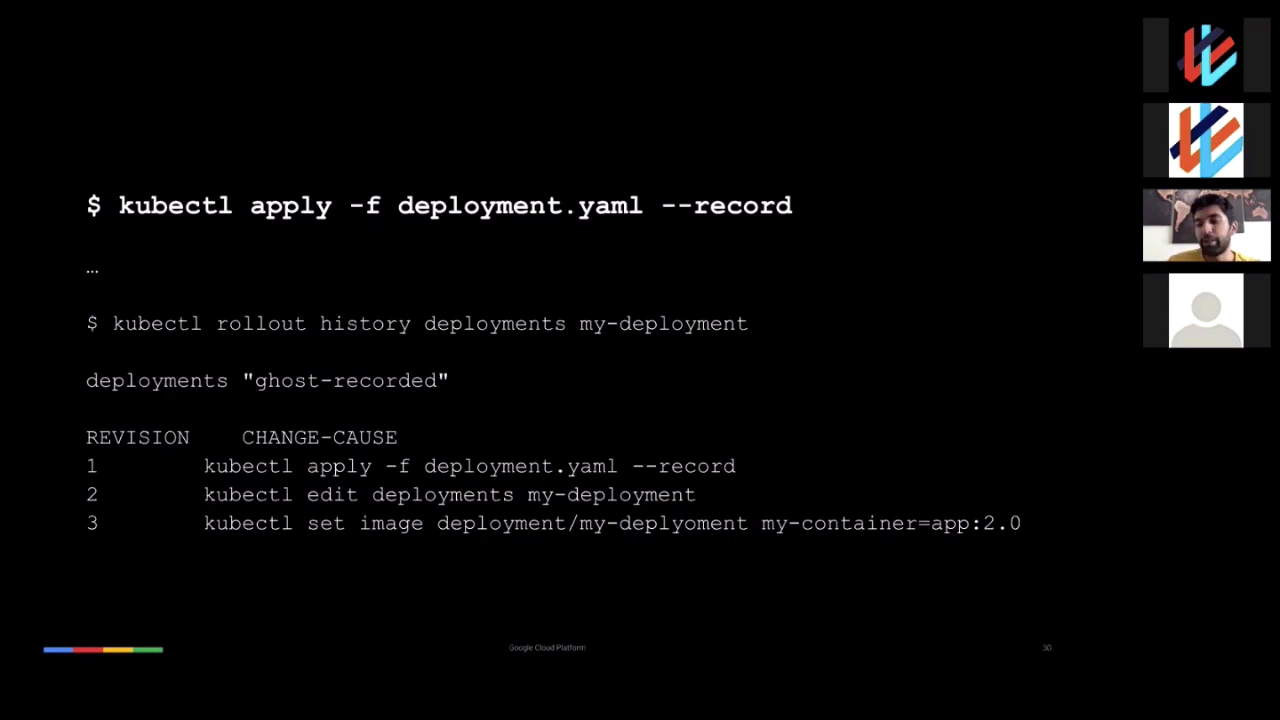 $ kubectl apply -f deployment.yaml --record
…
$ kubectl rollout history deployments my-deployment
deployments "ghost-recorded"
REVISION CHANGE-CAUSE
1 kubectl apply -f deployment.yaml --record
2 kubectl edit deployments my-deployment
3 kubectl set image deployment/my-deplyoment my-container=app:2.0
Google Cloud Platform
30